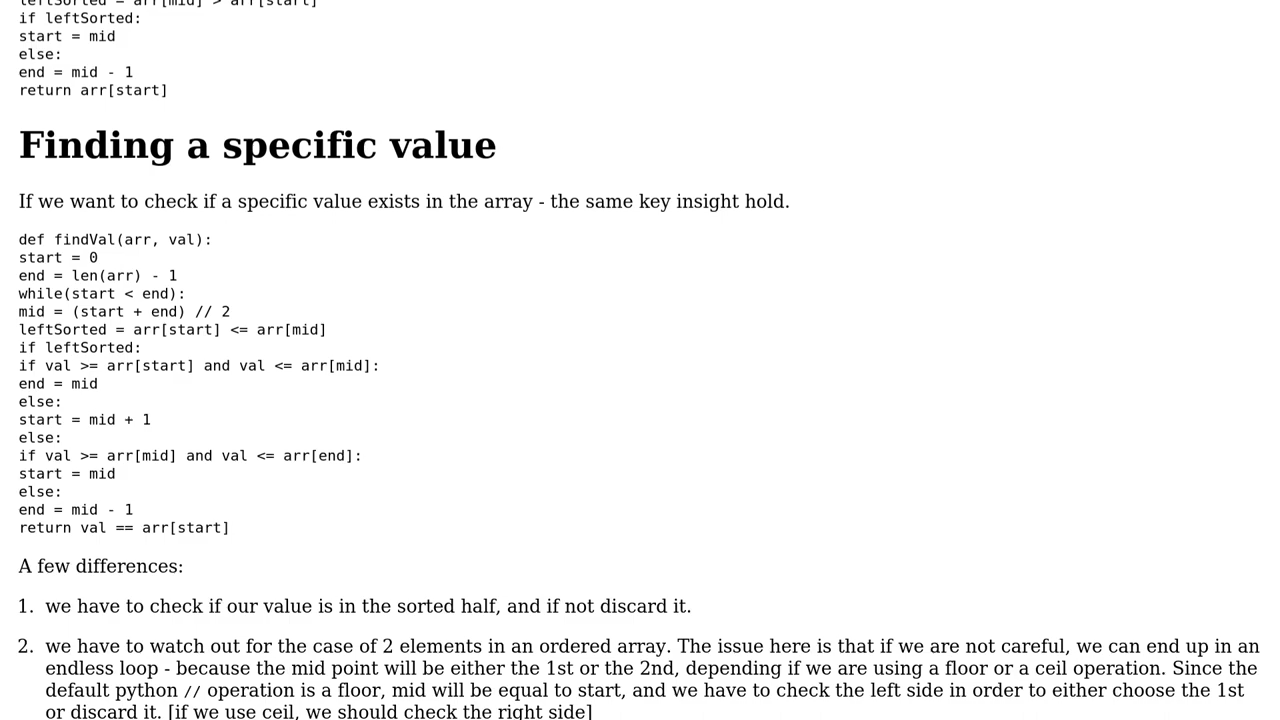 leftSorted = arr[mid] > arr[start]
if leftSorted:
start = mid
else:
end = mid - 1
return arr[start]
Finding a specific value
If we want to check if a specific value exists in the array - the same key insight hold.
def findVal(arr, val):
start = 0
end = len(arr) - 1
while(start < end):
mid = (start + end) // 2
leftSorted = arr[start] <= arr[mid]
if leftSorted:
if val >= arr[start] and val <= arr[mid]:
end = mid
else:
start = mid + 1
else:
if val >= arr[mid] and val <= arr[end]:
start = mid
else:
end = mid - 1
return val == arr[start]
A few differences:
1. we have to check if our value is in the sorted half, and if not discard it.
2. we have to watch out for the case of 2 elements in an ordered array. The issue here is that if we are not careful, we can end up in an
endless loop - because the mid point will be either the 1st or the 2nd, depending if we are using a floor or a ceil operation. Since the
default python // operation is a floor, mid will be equal to start, and we have to check the left side in order to either choose the 1st
or discard it. [if we use ceil, we should check the right side]